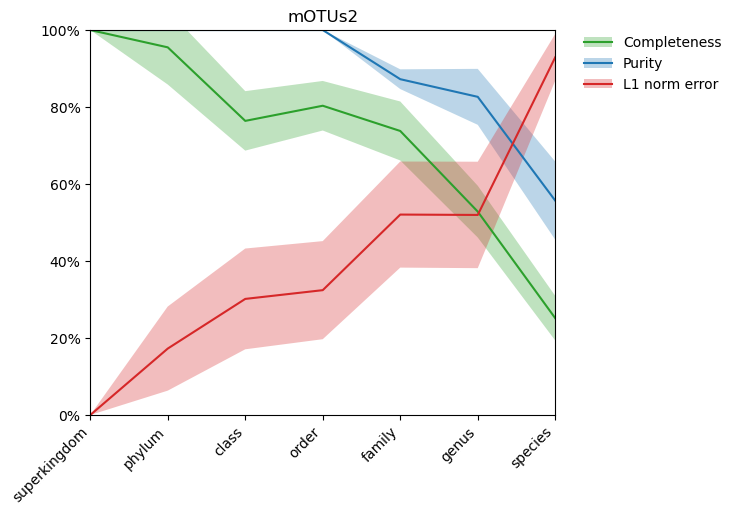 mOTUs2
100%
80%
60%
40%
20%
0%
superkingdom
phylum
class
order
family
genus
species
Completeness
Purity
L1 norm error